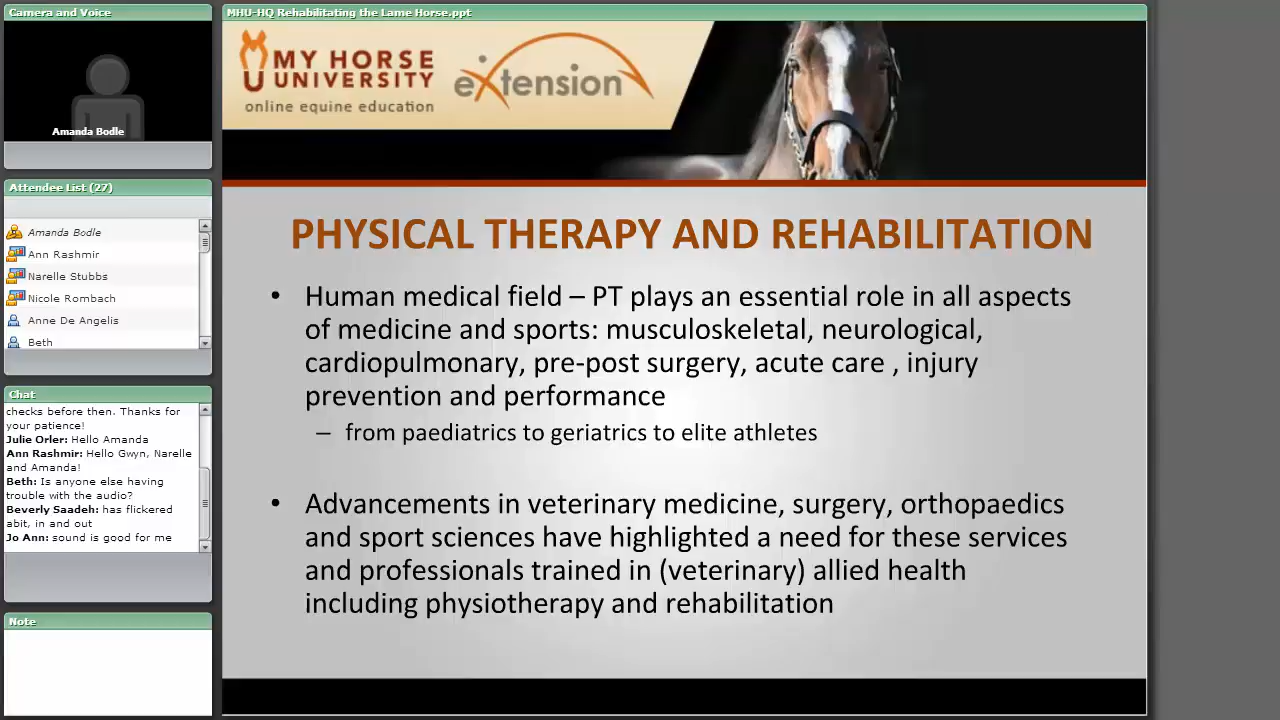 Camera and Voice
Amanda Bodle
Attendee List (27)
Amanda Bodle
Ann Rashmir
Narelle Stubbs
Nicole Rombach
Anne De Angelis
Beth
Chat
checks before then. Thanks for
your patience!
Julie Orler: Hello Amanda
Ann Rashmir: Hello Gwyn, Narelle
and Amanda!
Beth: Is anyone else having
trouble with the audio?
Beverly Saadeh: has flickered
abit, in and out
Jo Ann: sound is good for me
Note
MHU-HQ Rehabilitating the Lame Horse.ppt
MY HORSE
UNIVERSITY
online equine education
eXtension
PHYSICAL THERAPY AND REHABILITATION
• Human medical field – PT plays an essential role in all aspects
of medicine and sports: musculoskeletal, neurological,
cardiopulmonary, pre-post surgery, acute care , injury
prevention and performance
– from paediatrics to geriatrics to elite athletes
• Advancements in veterinary medicine, surgery, orthopaedics
and sport sciences have highlighted a need for these services
and professionals trained in (veterinary) allied health
including physiotherapy and rehabilitation